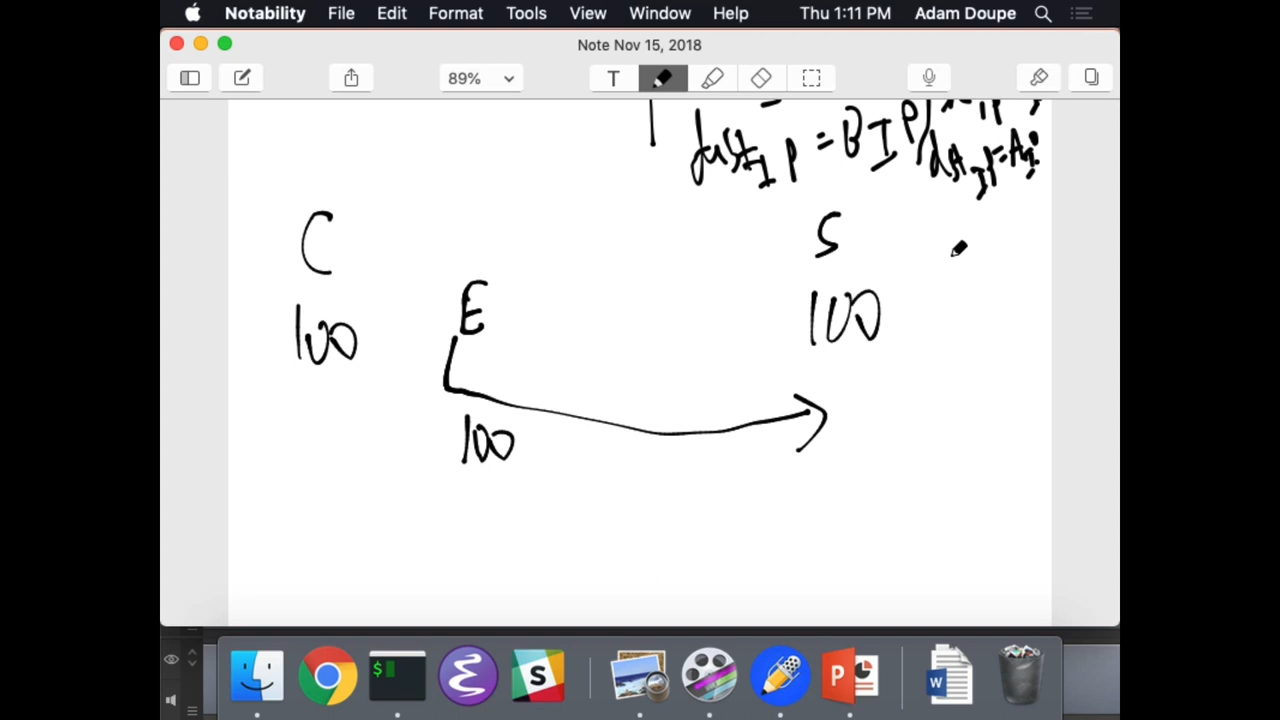 Notability File Edit Format Tools View Window Help Thu 1:11 PM Adam Doupe
Note Nov 15, 2018
89% T
= BIP
C S
100 E 100
100
$ S P W